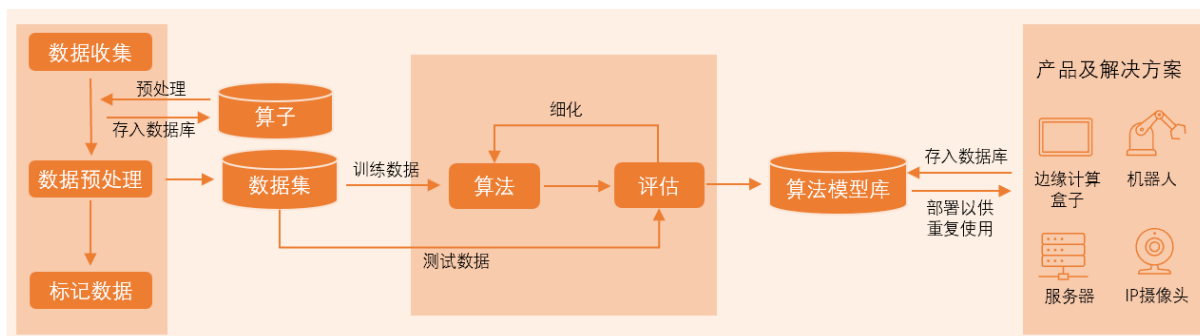 数据收集
预处理
存入数据库
算子
数据预处理
数据集
标记数据
训练数据
测试数据
细化
算法
评估
算法模型库
存入数据库
部署以供
重复使用
产品及解决方案
边缘计算
盒子
机器人
服务器
IP摄像头